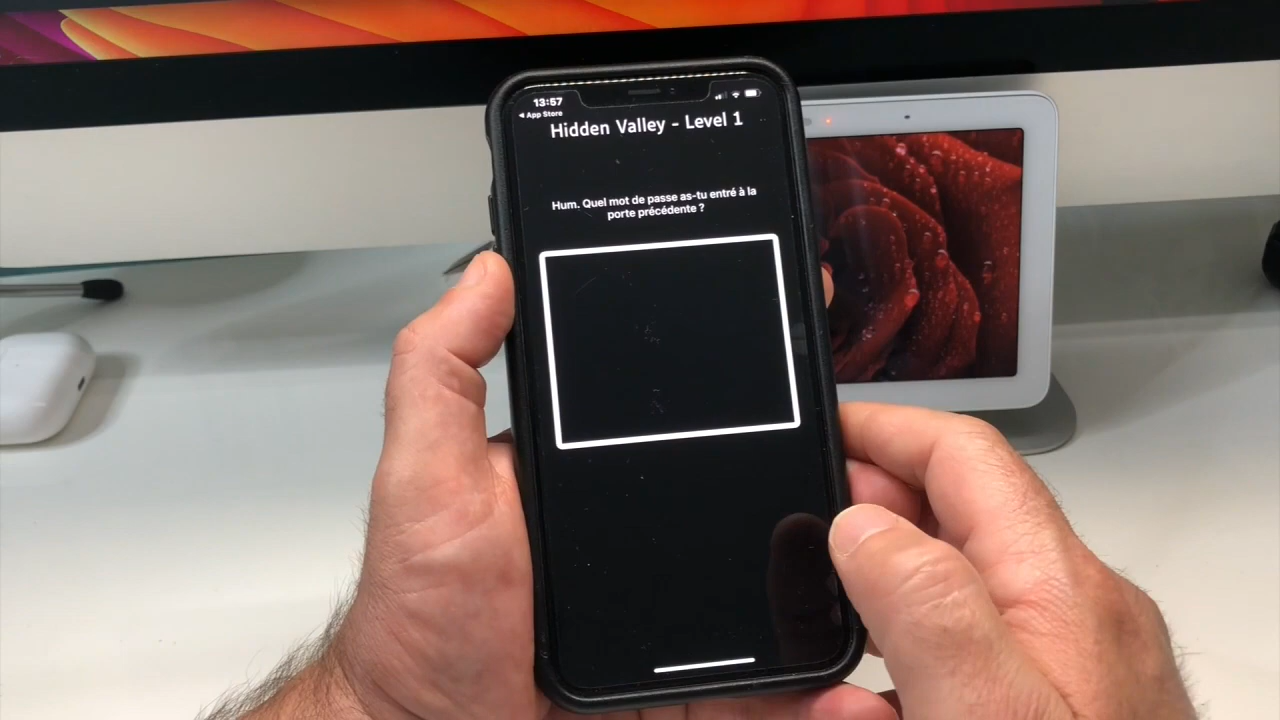 13:57
◀ App Store
Hidden Valley - Level 1
Hum. Quel mot de passe as-tu entré à la
porte précédente ?